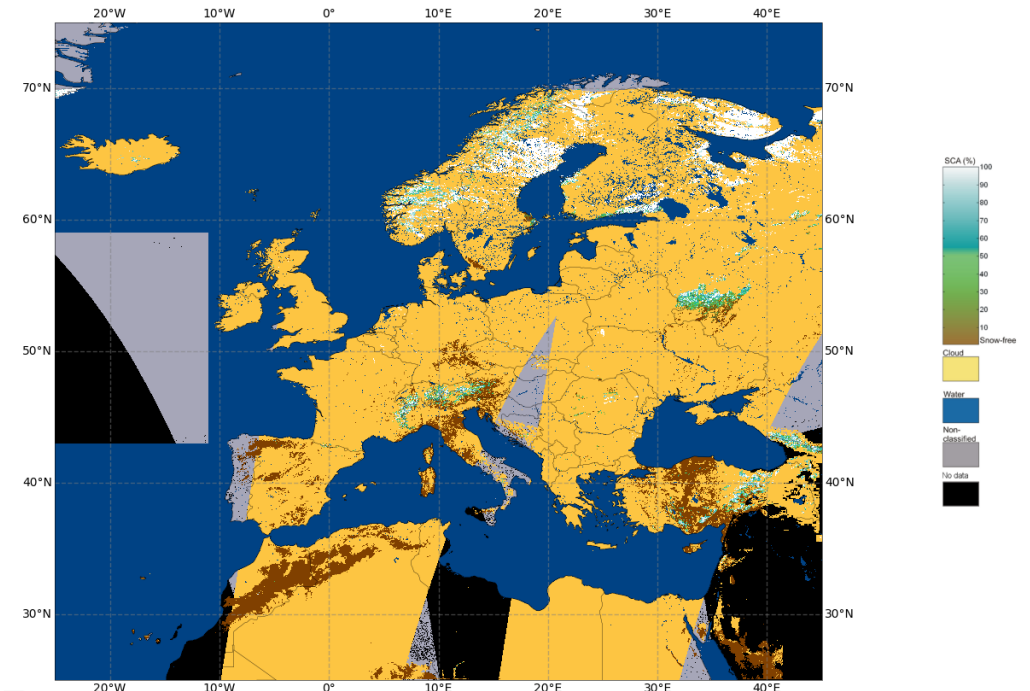 20°W 10°W 0° 10°E 20°E 30°E 40°E
70°N 70°N
60°N 60°N
50°N 50°N
40°N 40°N
30°N 30°N
20°W 10°W 0° 10°E 20°E 30°E 40°E
SCA (%)
100
90
80
70
60
50
40
30
20
10
Snow-free
Cloud
Water
Non-
classified
No data